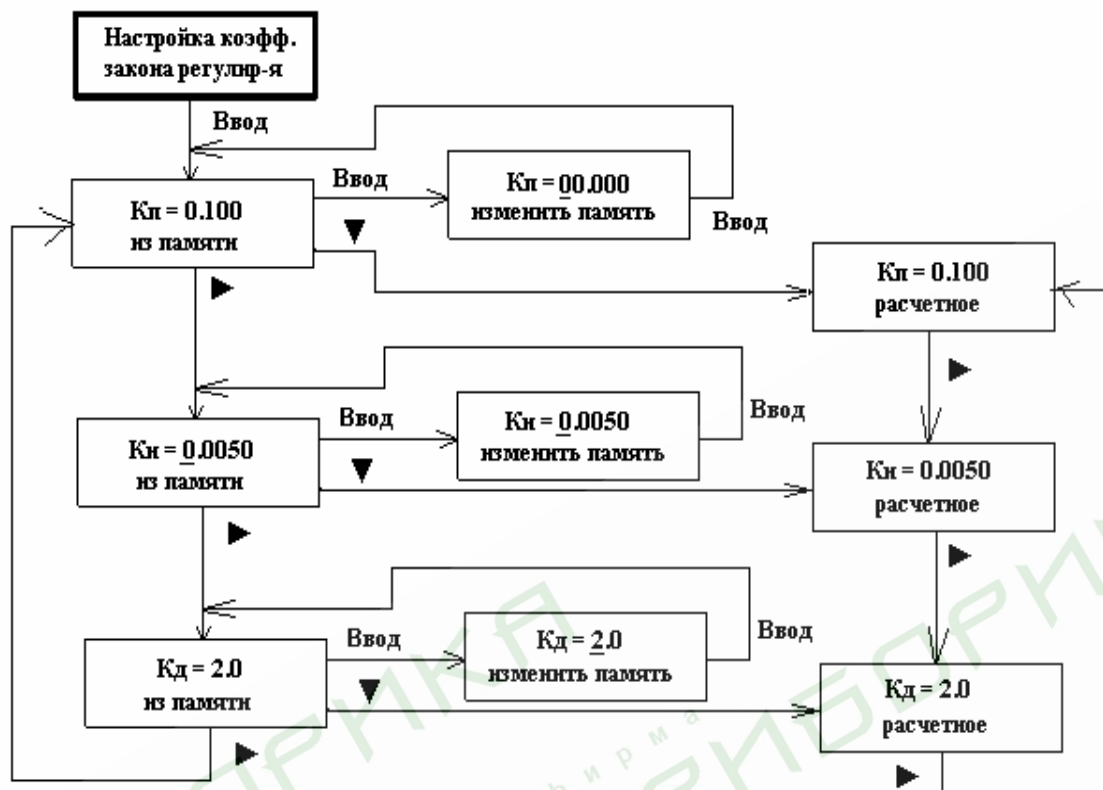 Настройка коэфф.
закона регулир-я
Ввод
Кп = 0.100
из памяти
Ввод
Кп = 00.000
изменить память
Ввод
Кп = 0.100
расчетное
Ки = 0.0050
из памяти
Ввод
Ки = 0.0050
изменить память
Ввод
Ки = 0.0050
расчетное
Кд = 2.0
из памяти
Ввод
Кд = 2.0
изменить память
Ввод
Кд = 2.0
расчетное